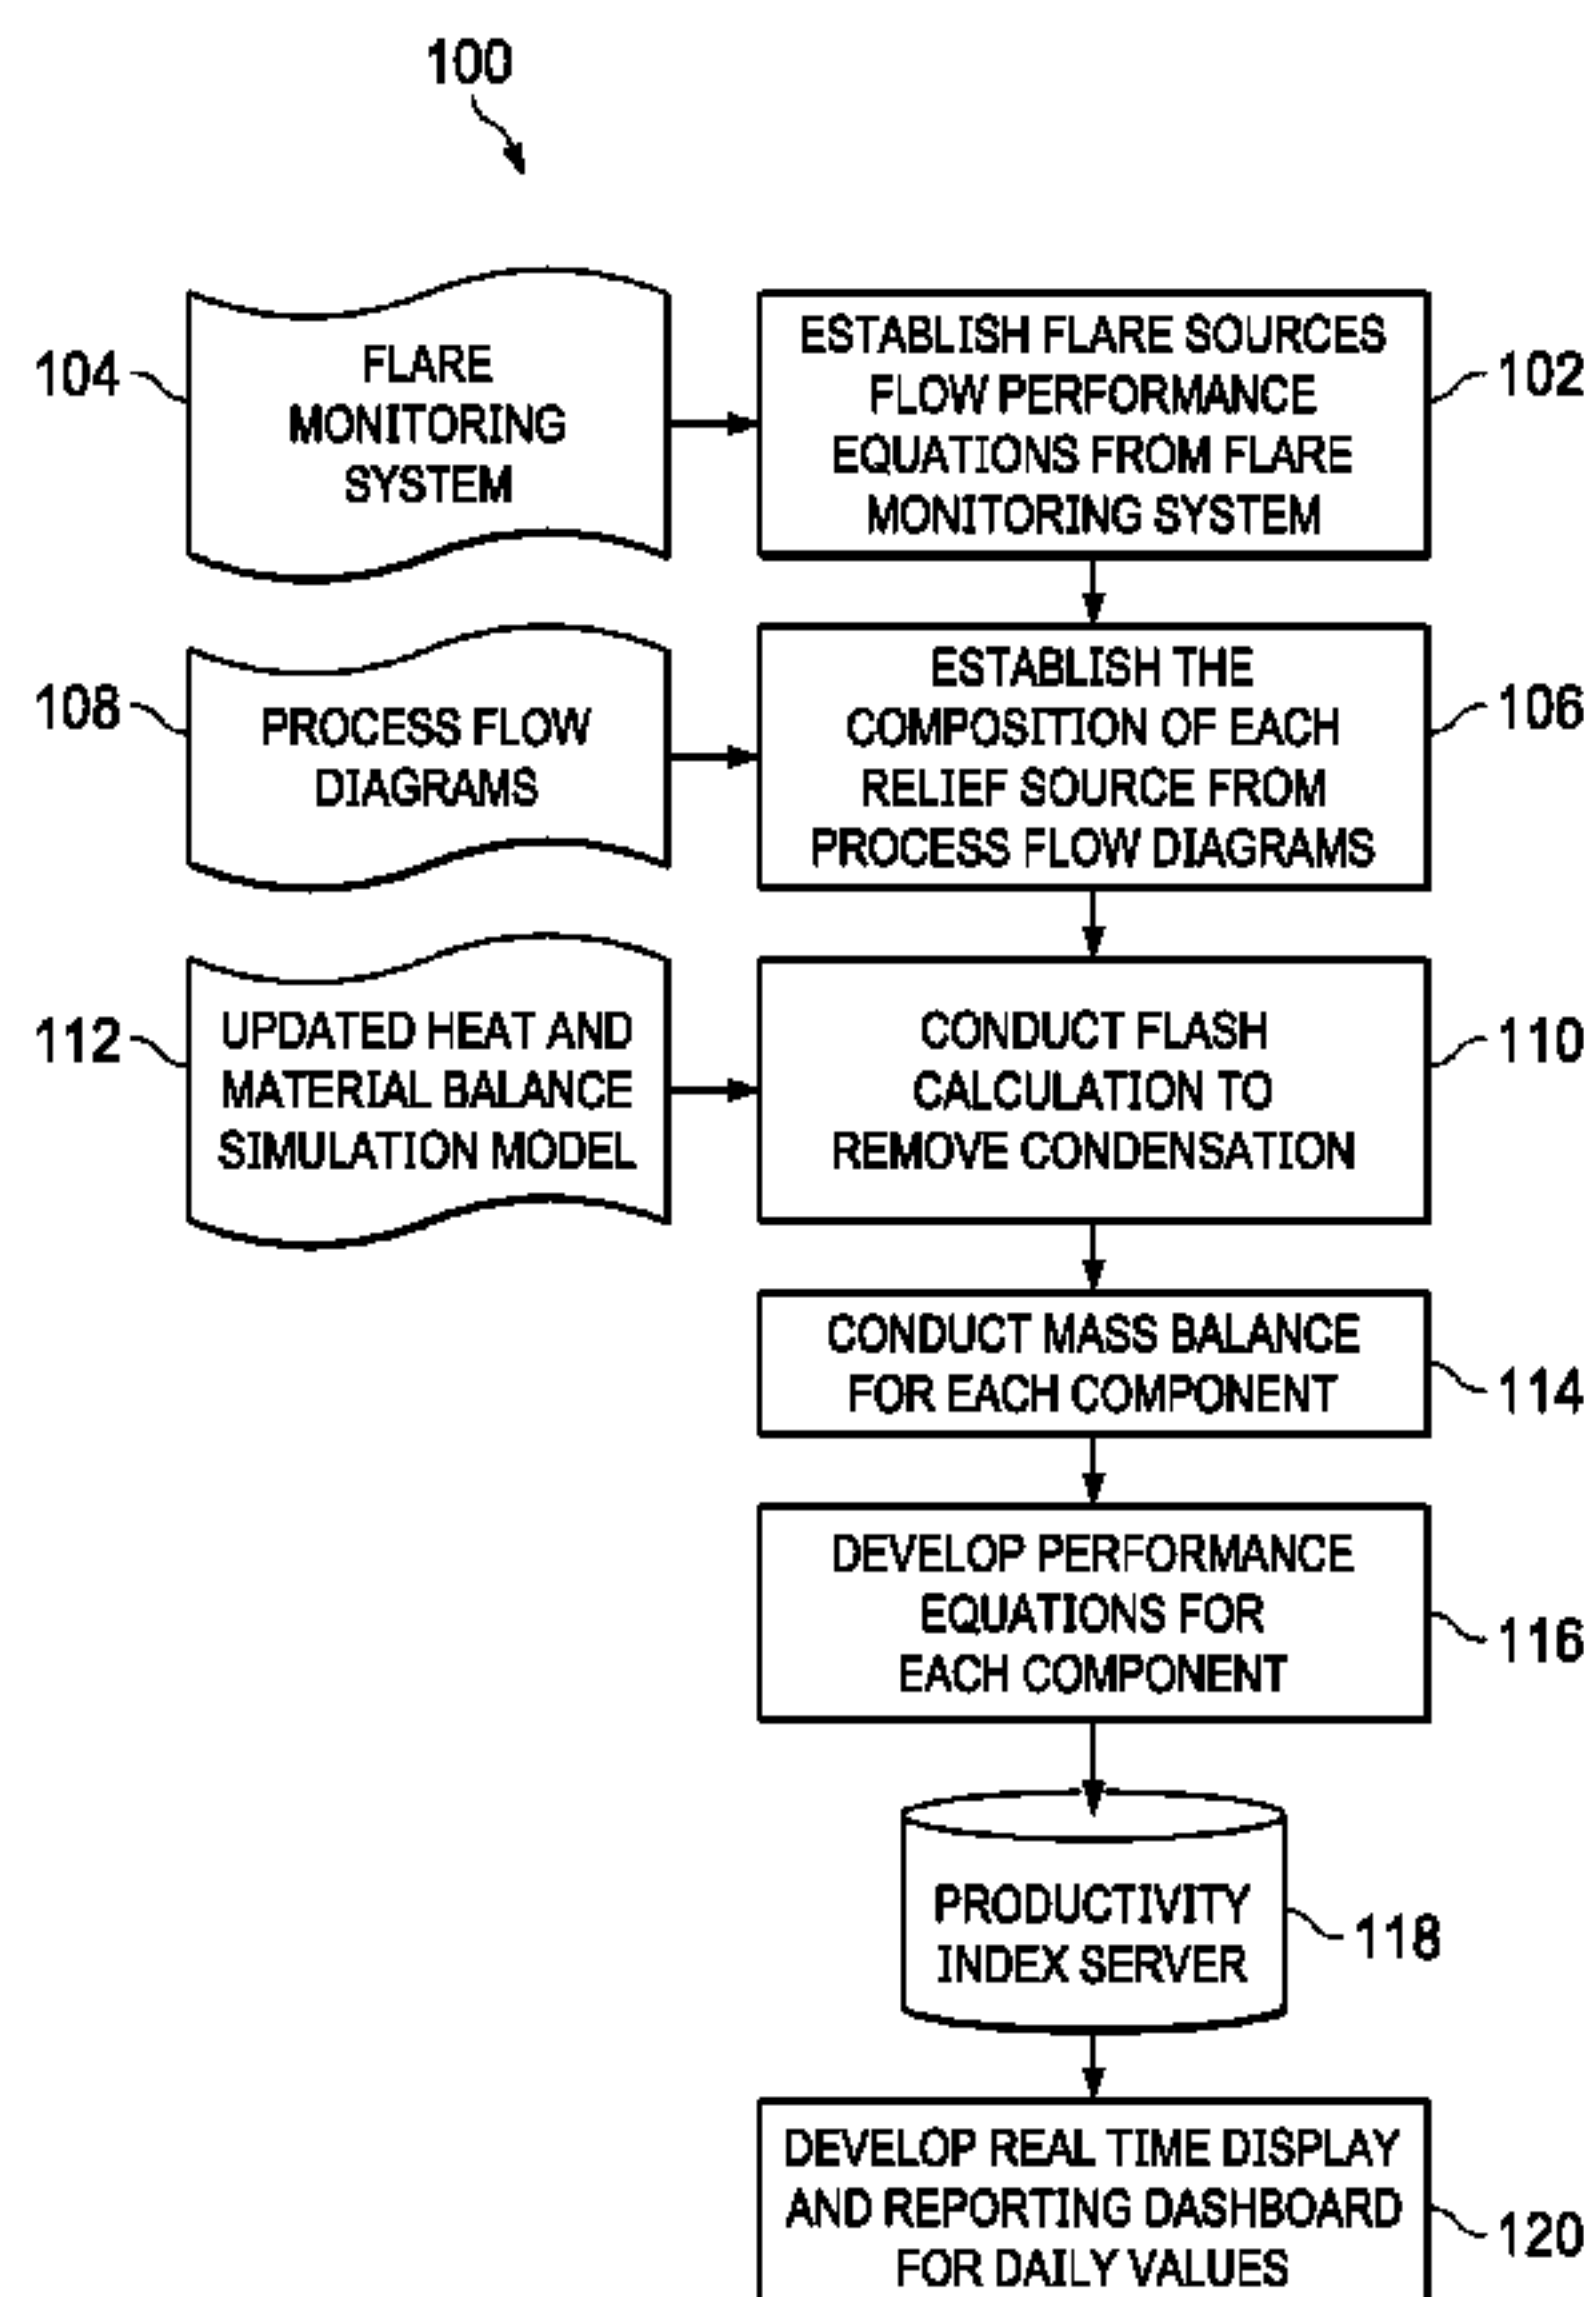 100
104
FLARE
MONITORING
SYSTEM
ESTABLISH FLARE SOURCES
FLOW PERFORMANCE
EQUATIONS FROM FLARE
MONITORING SYSTEM
102
108
PROCESS FLOW
DIAGRAMS
ESTABLISH THE
COMPOSITION OF EACH
RELIEF SOURCE FROM
PROCESS FLOW DIAGRAMS
106
112
UPDATED HEAT AND
MATERIAL BALANCE
SIMULATION MODEL
CONDUCT FLASH
CALCULATION TO
REMOVE CONDENSATION
110
CONDUCT MASS BALANCE
FOR EACH COMPONENT
114
DEVELOP PERFORMANCE
EQUATIONS FOR
EACH COMPONENT
116
PRODUCTIVITY
INDEX SERVER
118
DEVELOP REAL TIME DISPLAY
AND REPORTING DASHBOARD
FOR DAILY VALUES
120